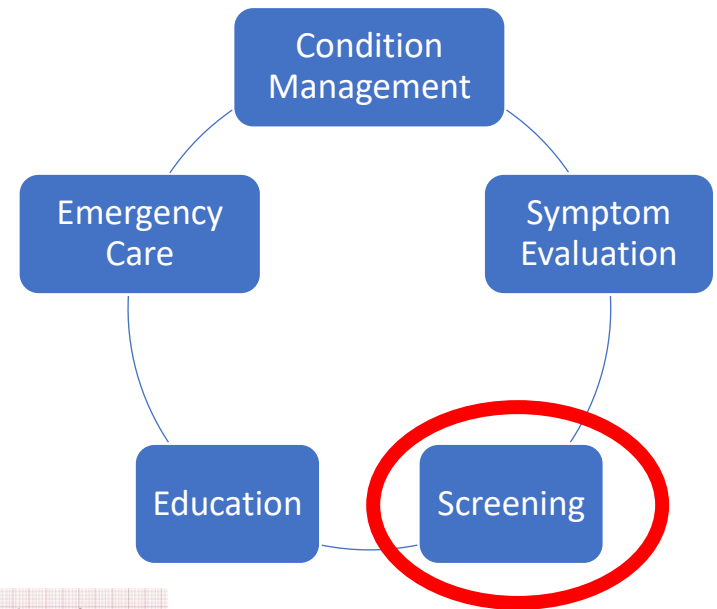 Condition
Management
Emergency
Care
Symptom
Evaluation
Education
Screening